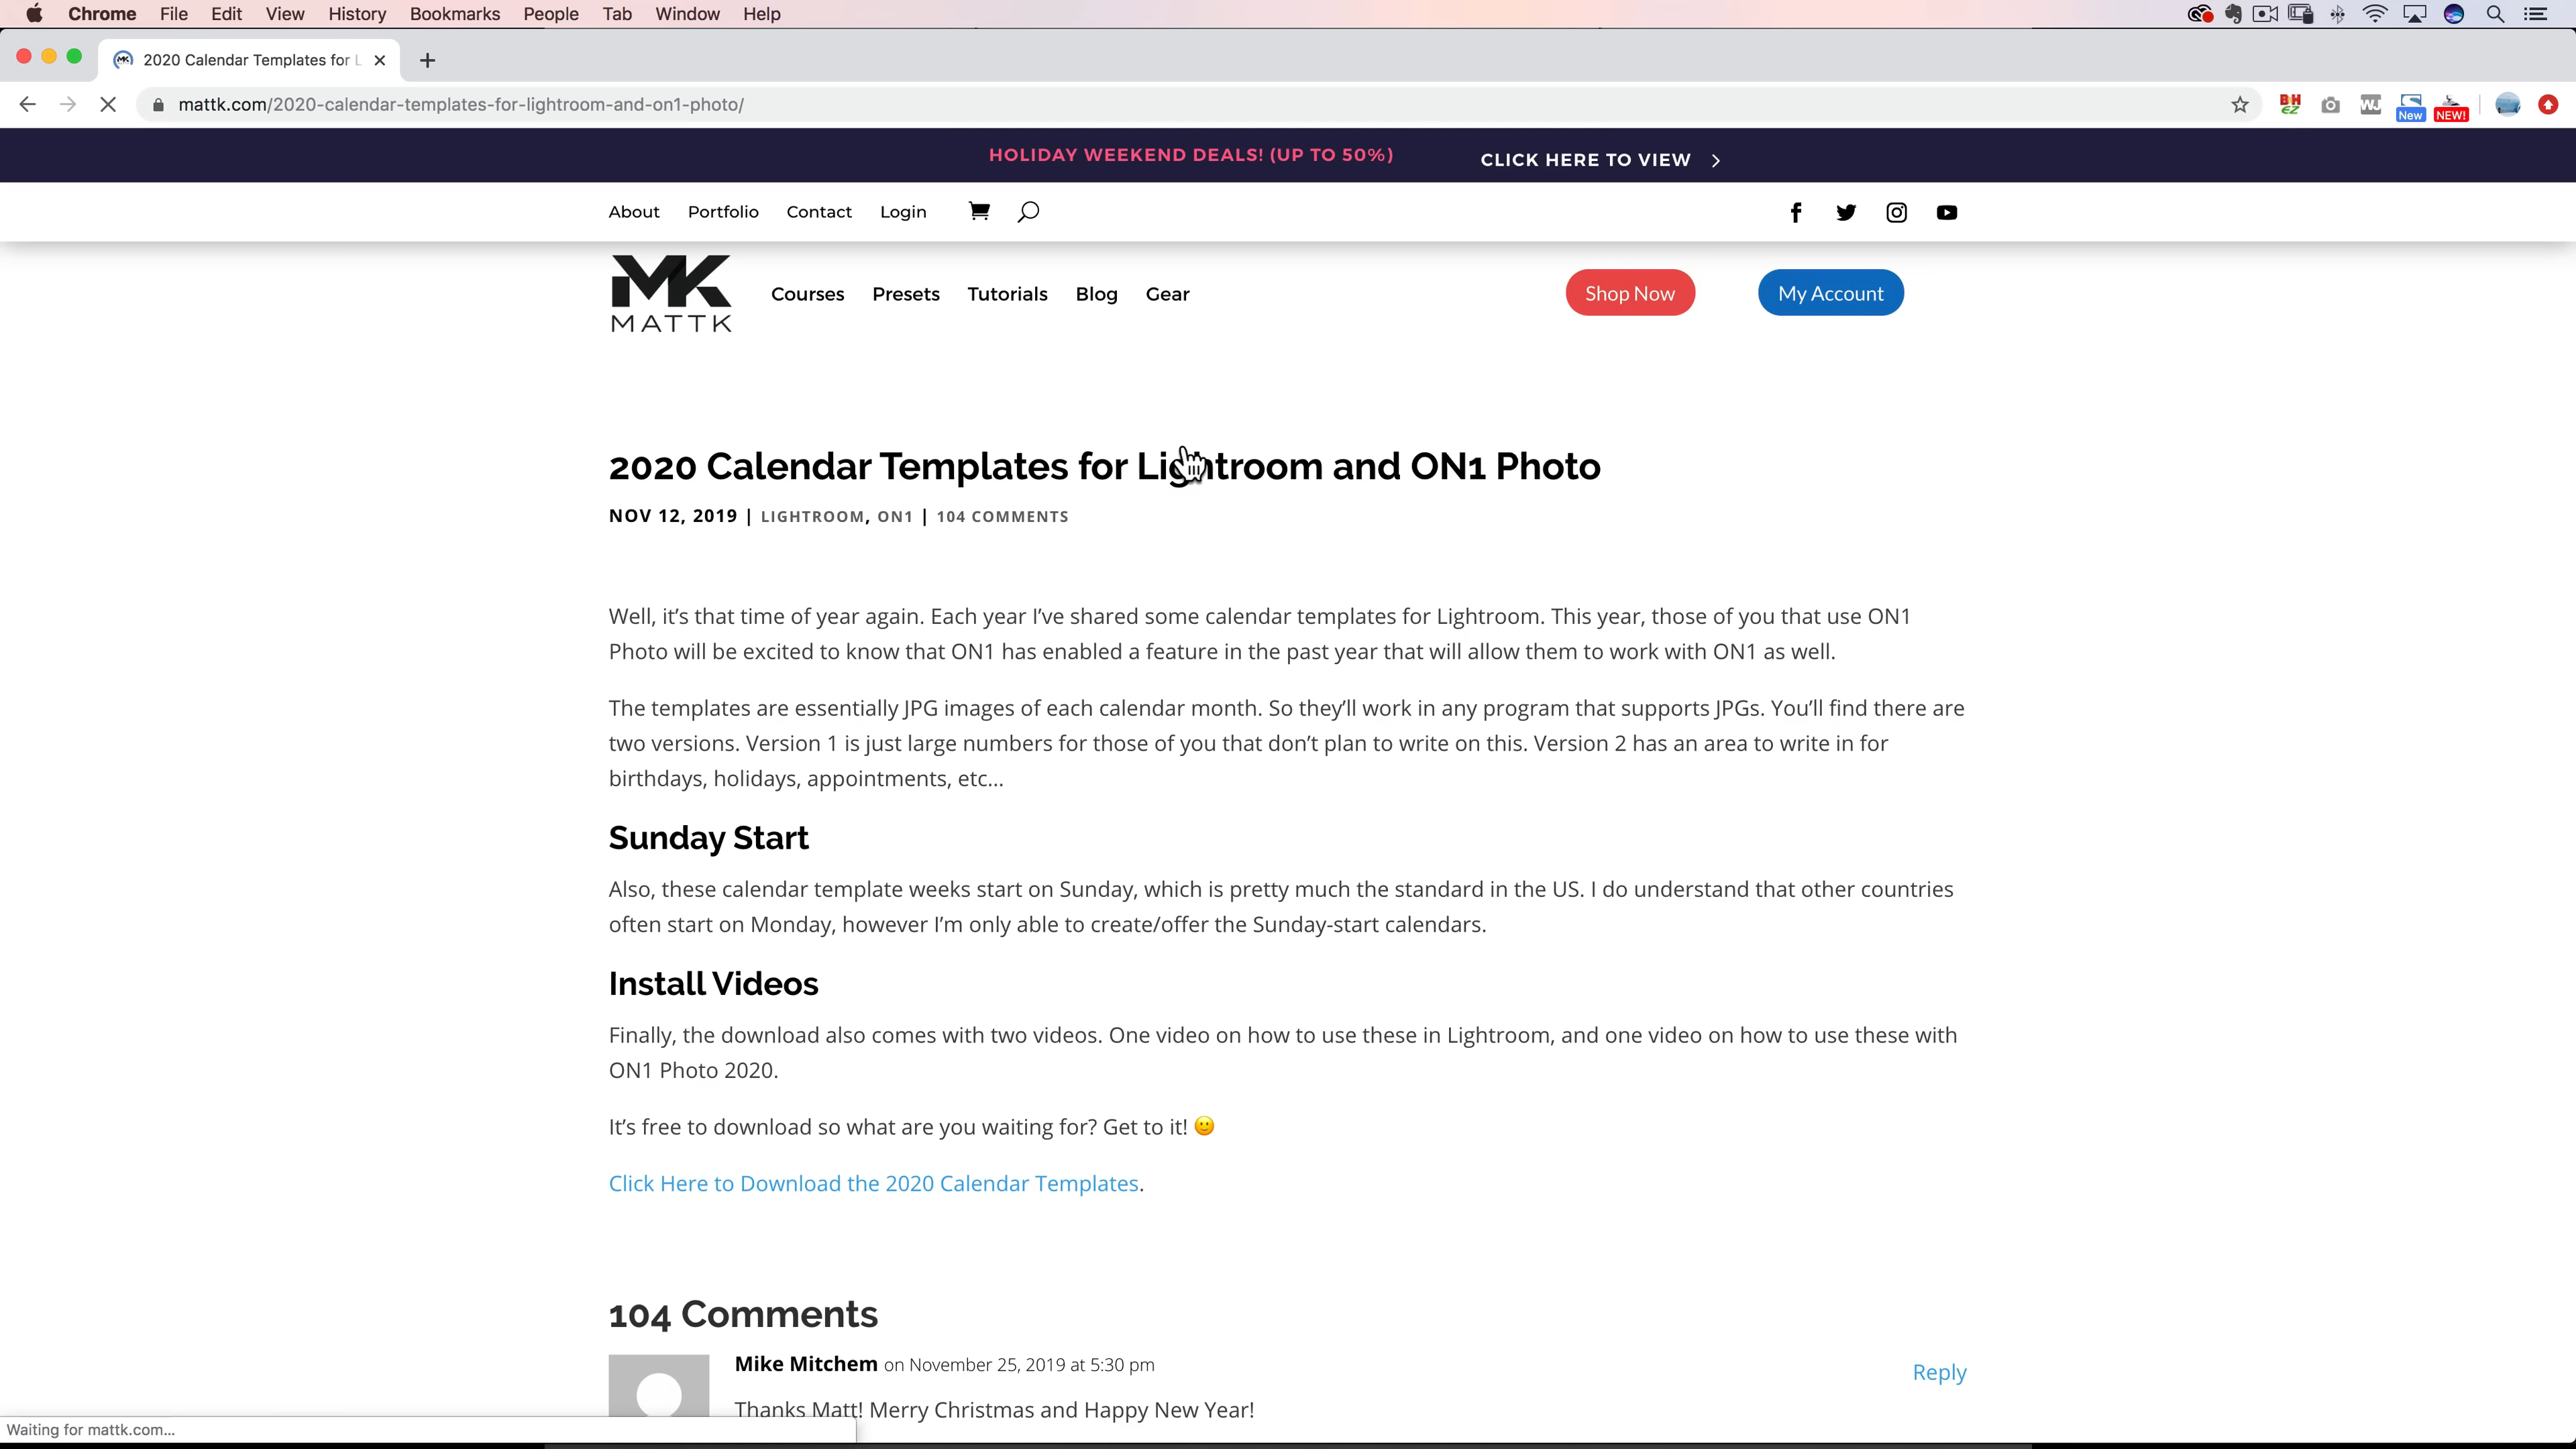 Chrome File Edit View History Bookmarks People Tab Window Help
2020 Calendar Templates for L
mattk.com/2020-calendar-templates-for-lightroom-and-on1-photo/
BH EZ WJ New NEW!
HOLIDAY WEEKEND DEALS! (UP TO 50%) CLICK HERE TO VIEW
About Portfolio Contact Login
MK
MATTK
Courses Presets Tutorials Blog Gear Shop Now My Account
2020 Calendar Templates for Lightroom and ON1 Photo
NOV 12, 2019 | LIGHTROOM, ON1 | 104 COMMENTS
Well, it’s that time of year again. Each year I’ve shared some calendar templates for Lightroom. This year, those of you that use ON1
Photo will be excited to know that ON1 has enabled a feature in the past year that will allow them to work with ON1 as well.
The templates are essentially JPG images of each calendar month. So they’ll work in any program that supports JPGs. You’ll find there are
two versions. Version 1 is just large numbers for those of you that don’t plan to write on this. Version 2 has an area to write in for
birthdays, holidays, appointments, etc…
Sunday Start
Also, these calendar template weeks start on Sunday, which is pretty much the standard in the US. I do understand that other countries
often start on Monday, however I’m only able to create/offer the Sunday-start calendars.
Install Videos
Finally, the download also comes with two videos. One video on how to use these in Lightroom, and one video on how to use these with
ON1 Photo 2020.
It’s free to download so what are you waiting for? Get to it! 🙂
Click Here to Download the 2020 Calendar Templates.
104 Comments
Mike Mitchem on November 25, 2019 at 5:30 pm
Reply
Thanks Matt! Merry Christmas and Happy New Year!
Waiting for mattk.com...